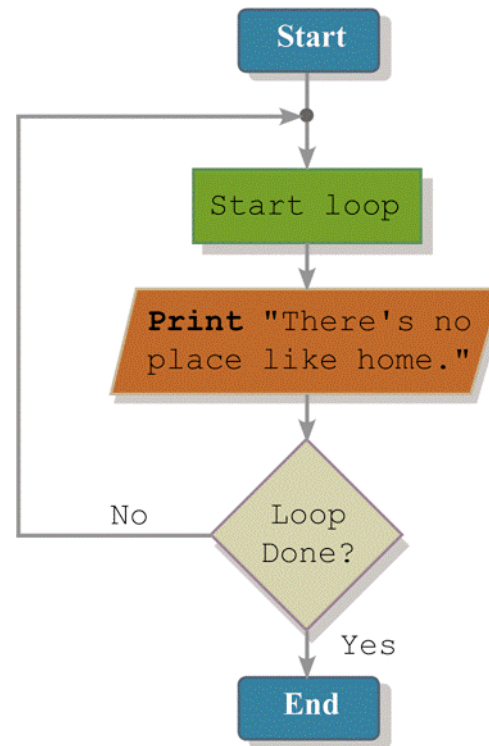 Start
Start loop
Print "There's no
place like home."
No
Loop
Done?
Yes
End